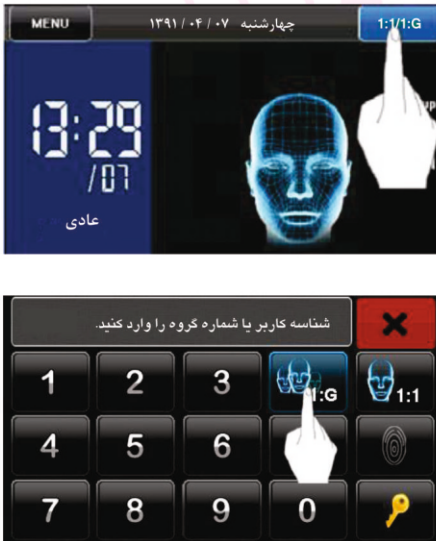 MENU
چهارشنبه ۱۳۹۱ / ۰۴ / ۰۷
1:1/1:G
13:29
/07
عادی
شناسه کاربر یا شماره گروه را وارد کنید.
1 2 3 1:G 1:1
4 5 6
7 8 9 0